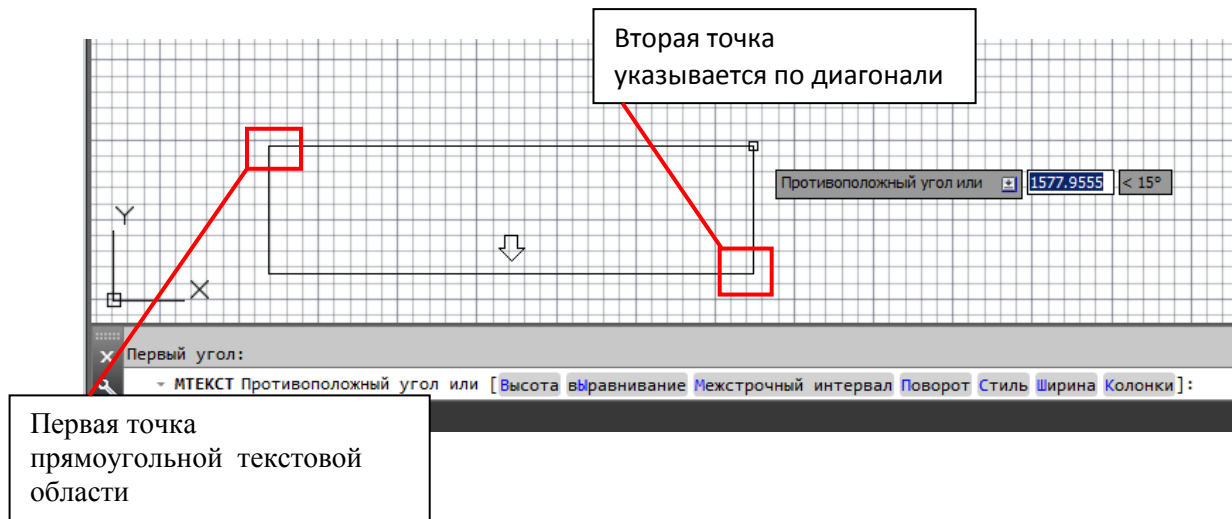 Вторая точка
указывается по диагонали
Противоположный угол или 1577.9555 < 15°
Y
X
Первый угол:
МТЕКСТ Противоположный угол или [Высота вЫравнивание Межстрочный интервал Поворот Стиль Ширина Колонки]:
Первая точка
прямоугольной текстовой
области